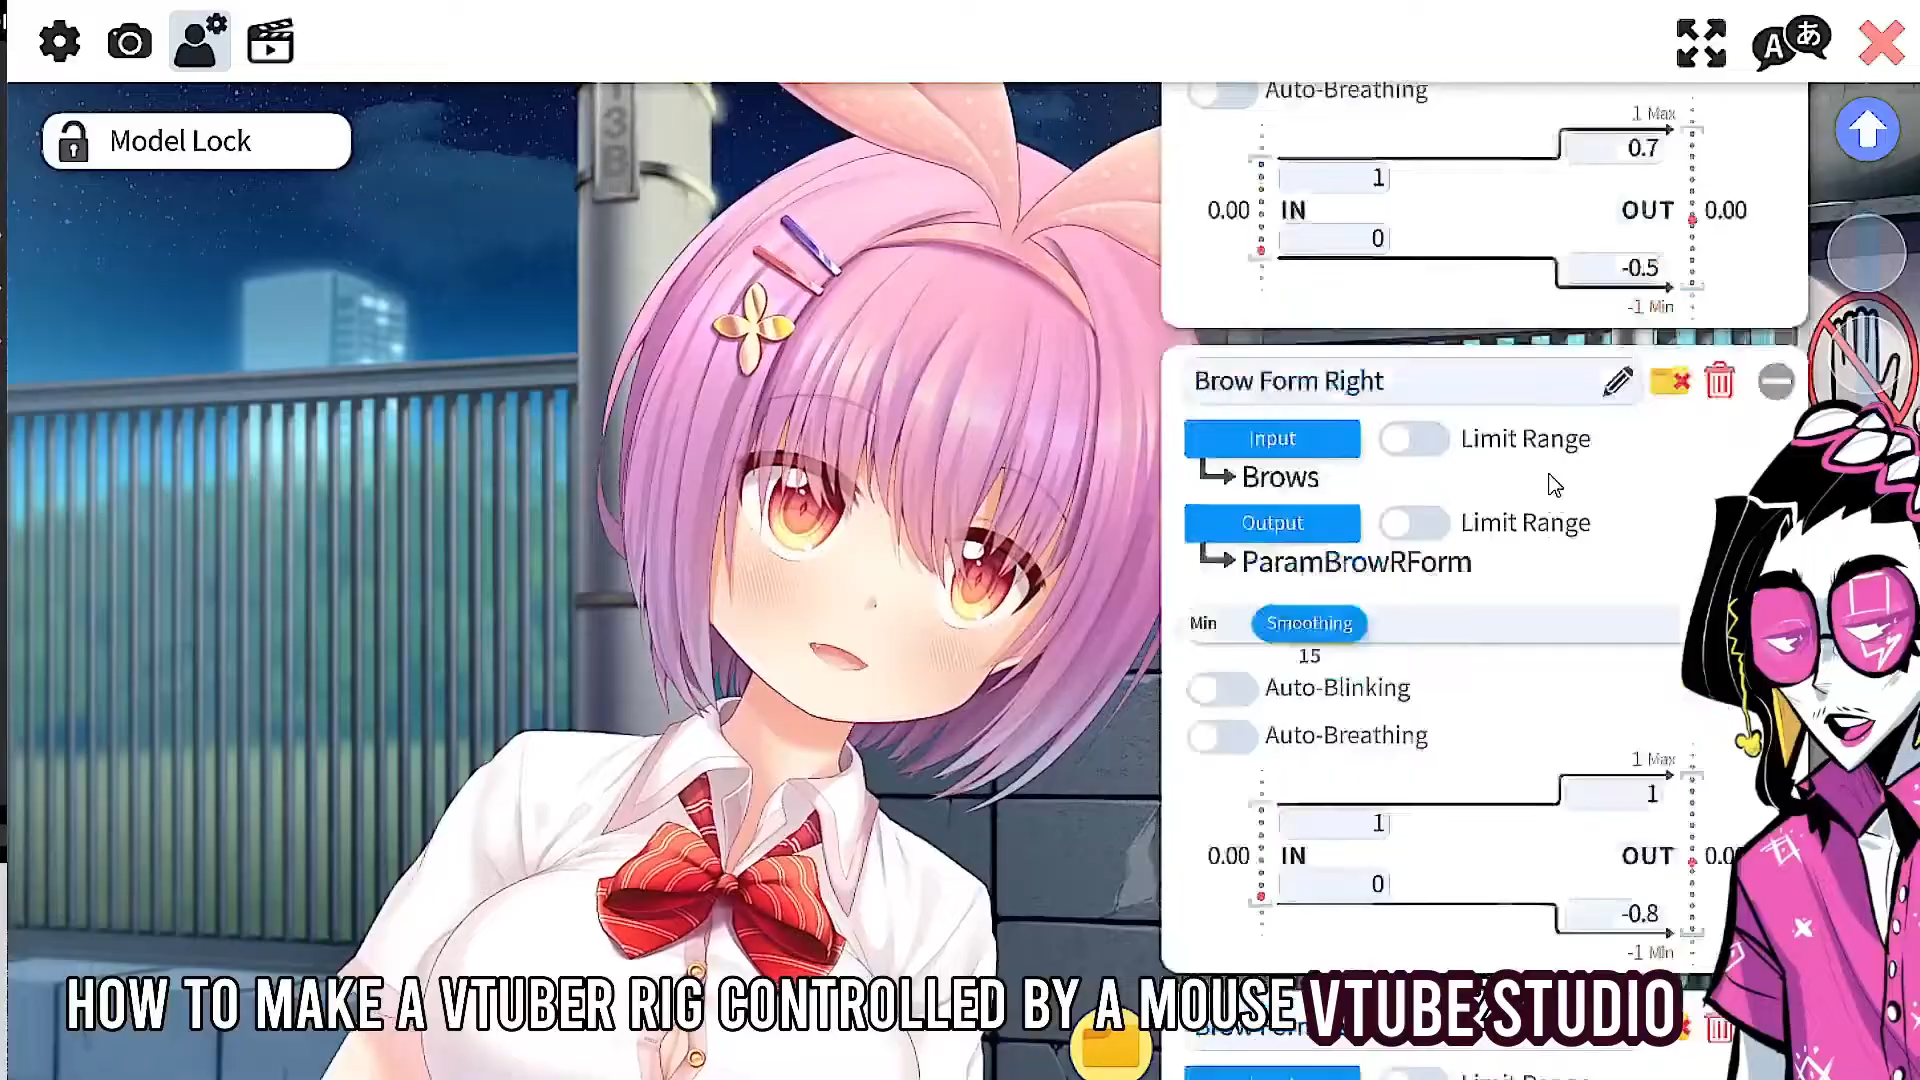 Aあ
Model Lock
3
B
Auto-Breathing
1 Max
0.7
1
0.00 IN OUT 0.00
0
-0.5
-1 Min
Brow Form Right
Input Limit Range
Brows
Output Limit Range
ParamBrowRForm
Min Smoothing
15
Auto-Blinking
Auto-Breathing
1 Max
1
1
0.00 IN OUT
0
-0.8
-1 Min
HOW TO MAKE A VTUBER RIG CONTROLLED BY A MOUSE VTUBE STUDIO